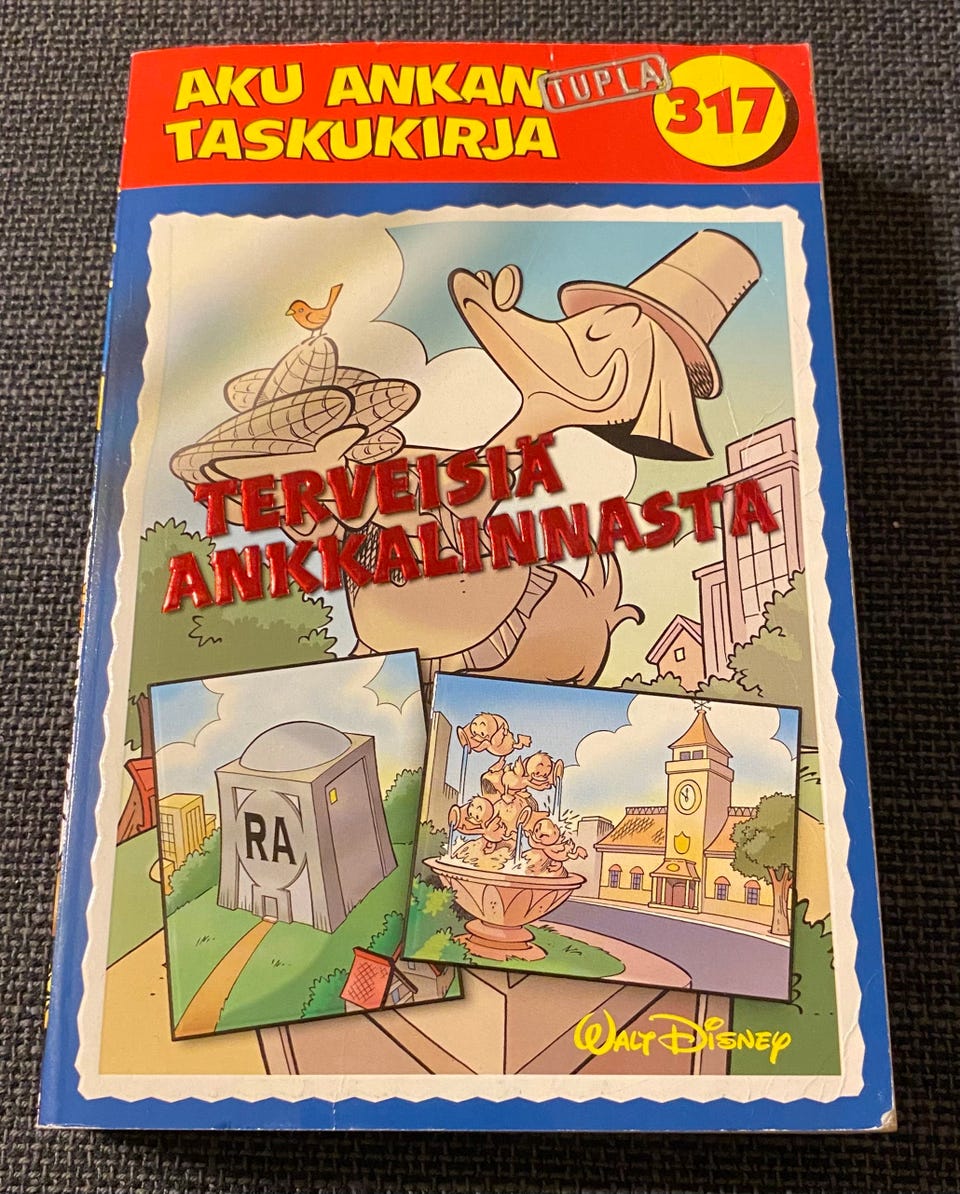 AKU ANKAN TUPLA 317
TASKUKIRJA
TERVEISIÄ
ANKKALINNASTA
RA
WALT DISNEY